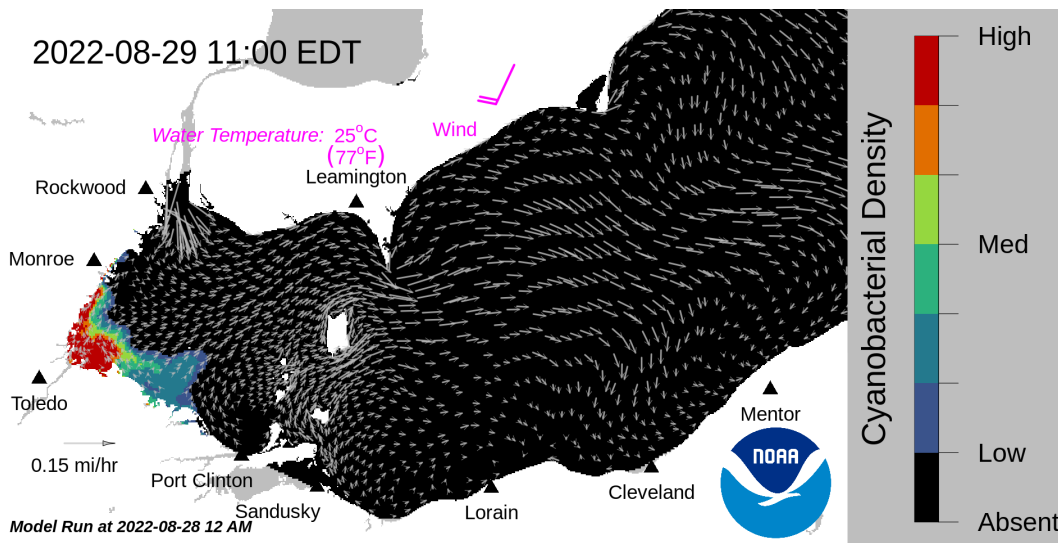 2022-08-29 11:00 EDT
High
Water Temperature: 25°C
(77°F)
Wind
Leamington
Rockwood
Monroe
Med
Cyanobacterial Density
Toledo
Mentor
0.15 mi/hr
NOAA
Low
Port Clinton
Cleveland
Sandusky
Lorain
Model Run at 2022-08-28 12 AM
Absent